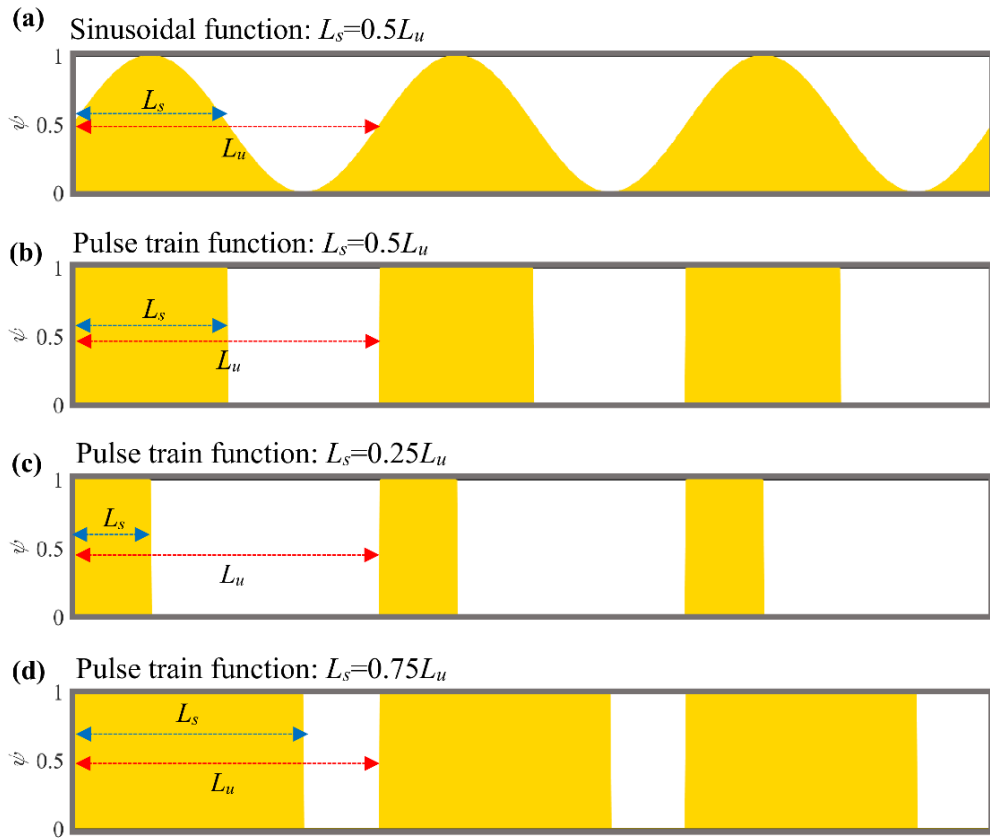 (a)
Sinusoidal function: Ls=0.5Lu
1
Ls
ψ 0.5
Lu
0
(b) Pulse train function: Ls=0.5Lu
1
Ls
ψ 0.5
Lu
0
(c) Pulse train function: Ls=0.25Lu
1
Ls
ψ 0.5
Lu
0
(d) Pulse train function: Ls=0.75Lu
1
Ls
ψ 0.5
Lu
0